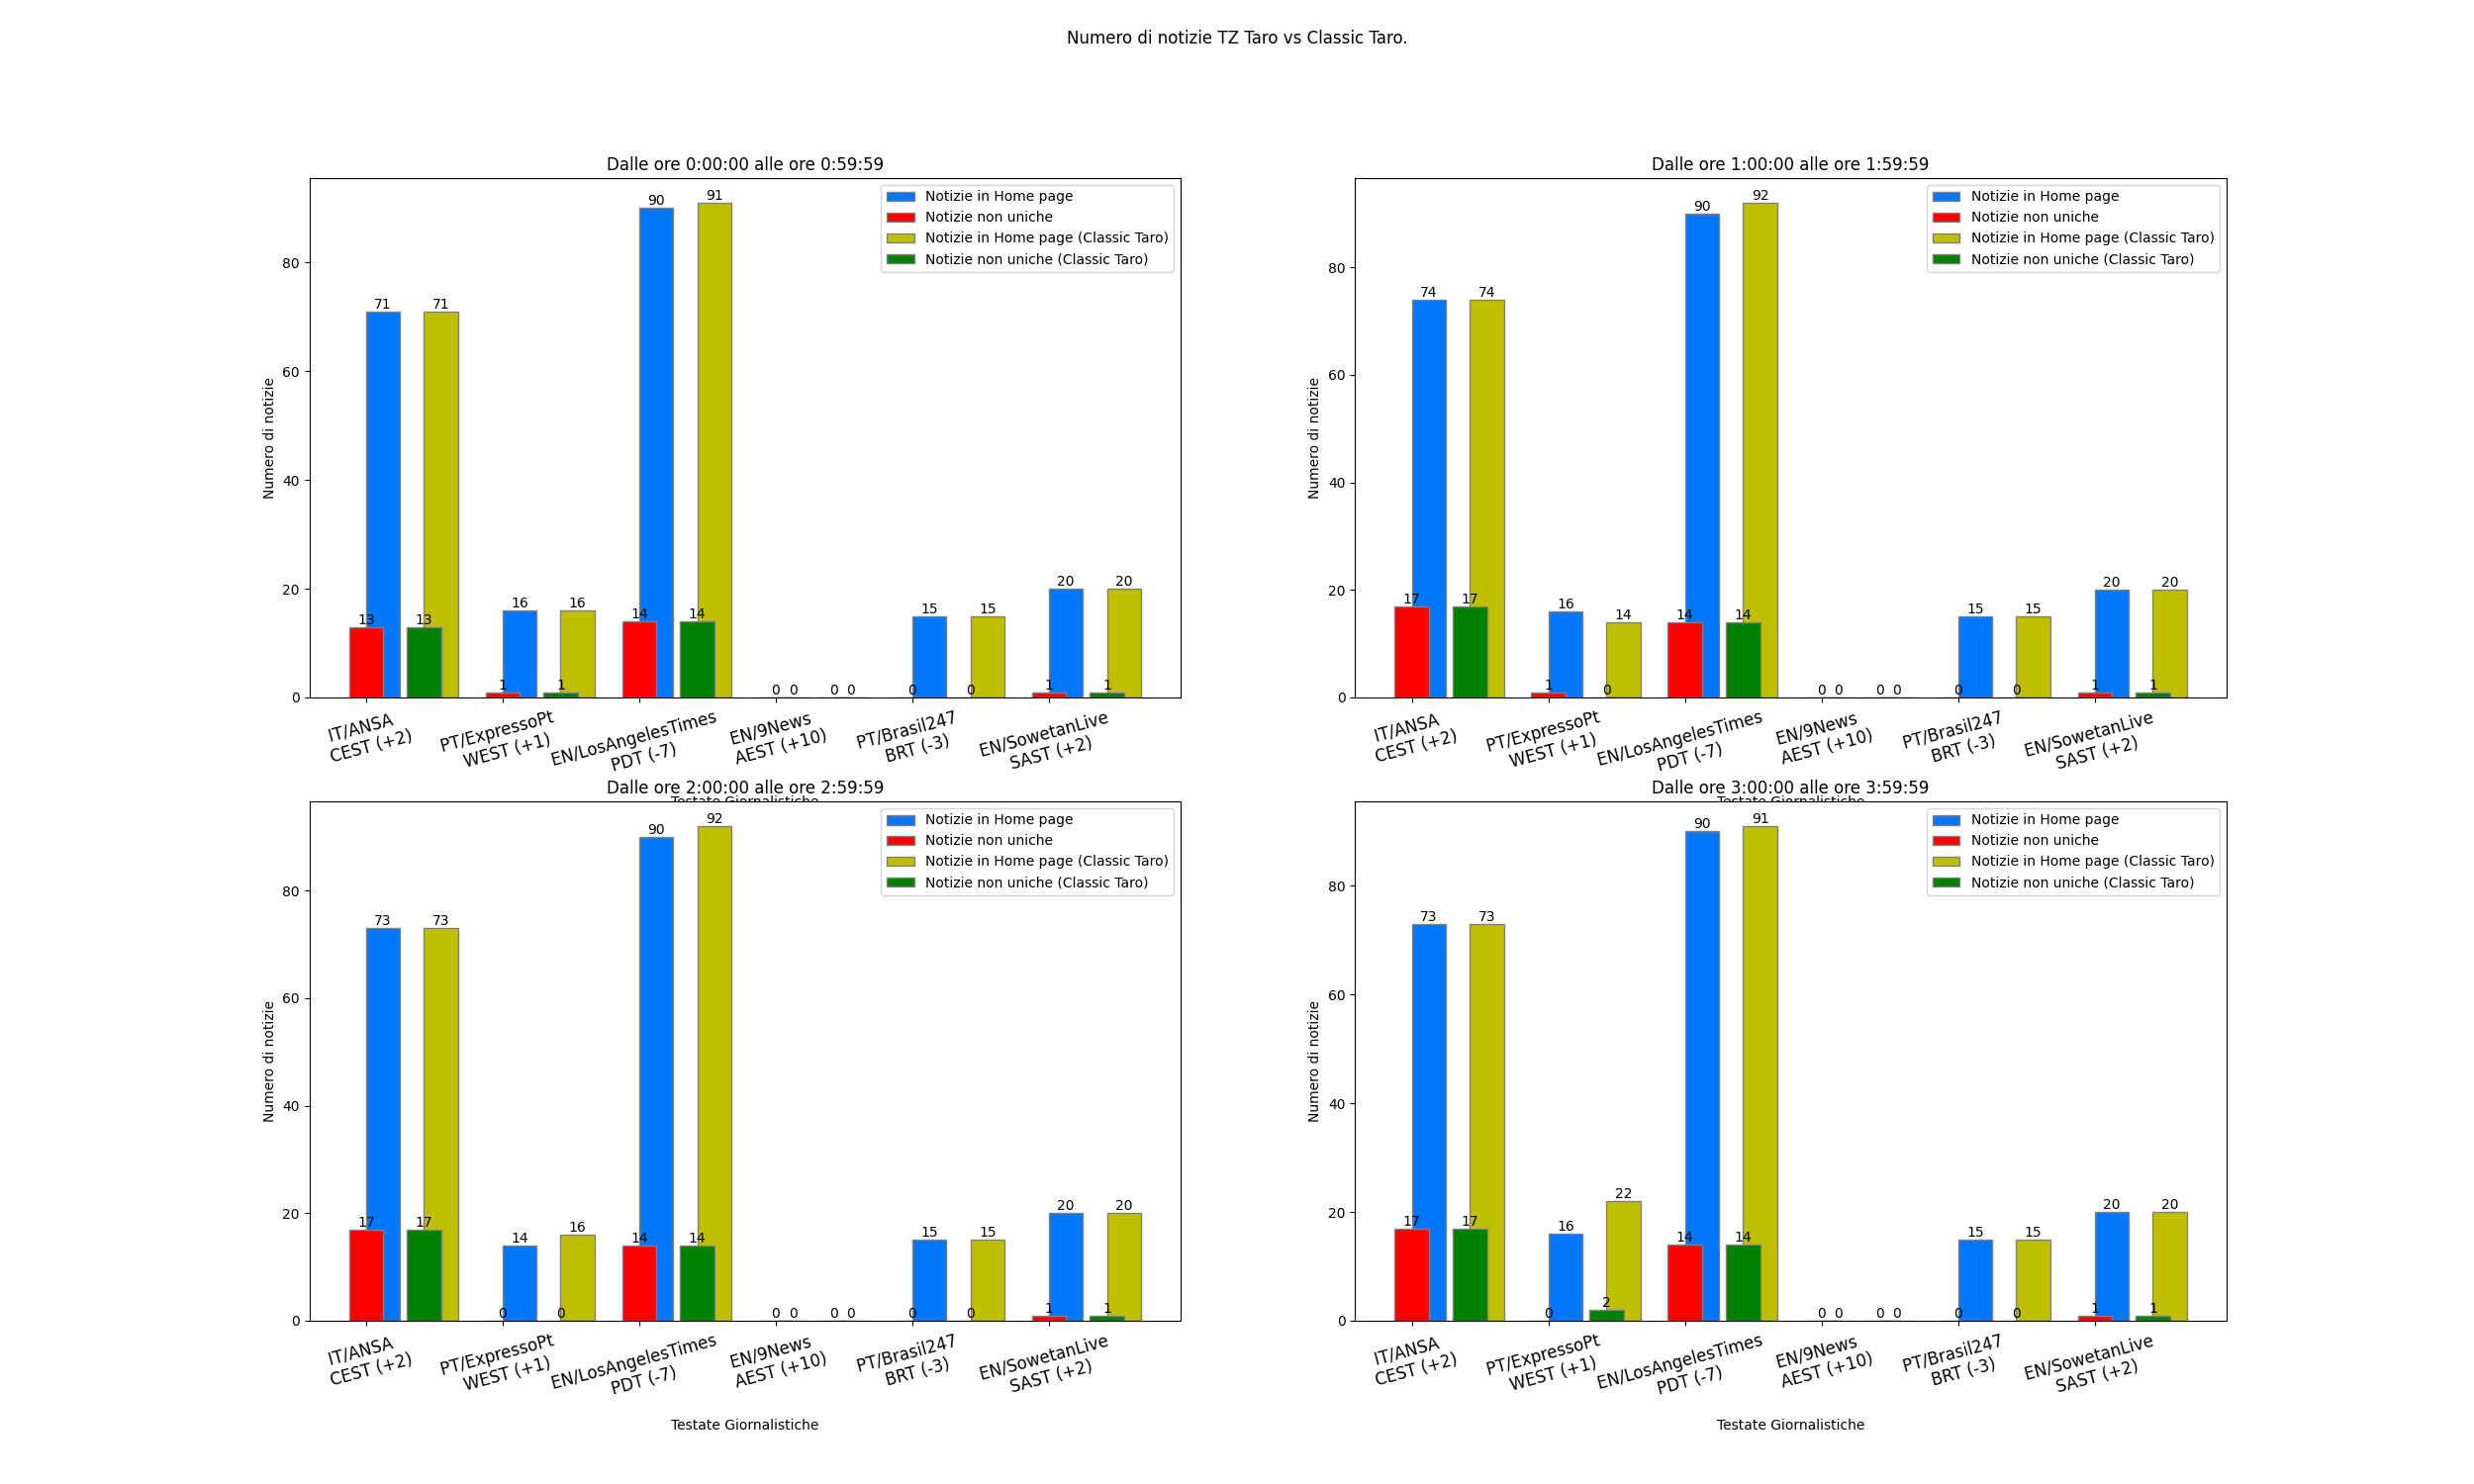 Numero di notizie TZ Taro vs Classic Taro.
Dalle ore 0:00:00 alle ore 0:59:59
Notizie in Home page
Notizie non uniche
Notizie in Home page (Classic Taro)
Notizie non uniche (Classic Taro)
Numero di notizie
80
60
40
20
0
71 71 16 16 90 91 15 15 20 20
13 13 1 1 14 14 0 0 0 0 0 0 1 1
IT/ANSA
CEST (+2)
PT/ExpressoPt
WEST (+1)
EN/LosAngelesTimes
PDT (-7)
EN/9News
AEST (+10)
PT/Brasil247
BRT (-3)
EN/SowetanLive
SAST (+2)
Testate Giornalistiche
Dalle ore 1:00:00 alle ore 1:59:59
Notizie in Home page
Notizie non uniche
Notizie in Home page (Classic Taro)
Notizie non uniche (Classic Taro)
Numero di notizie
80
60
40
20
0
74 74 16 14 90 92 15 15 20 20
17 17 1 0 14 14 0 0 0 0 0 0 1 1
IT/ANSA
CEST (+2)
PT/ExpressoPt
WEST (+1)
EN/LosAngelesTimes
PDT (-7)
EN/9News
AEST (+10)
PT/Brasil247
BRT (-3)
EN/SowetanLive
SAST (+2)
Testate Giornalistiche
Dalle ore 2:00:00 alle ore 2:59:59
Notizie in Home page
Notizie non uniche
Notizie in Home page (Classic Taro)
Notizie non uniche (Classic Taro)
Numero di notizie
80
60
40
20
0
73 73 14 16 90 92 15 15 20 20
17 17 0 0 14 14 0 0 0 0 0 0 1 1
IT/ANSA
CEST (+2)
PT/ExpressoPt
WEST (+1)
EN/LosAngelesTimes
PDT (-7)
EN/9News
AEST (+10)
PT/Brasil247
BRT (-3)
EN/SowetanLive
SAST (+2)
Testate Giornalistiche
Dalle ore 3:00:00 alle ore 3:59:59
Notizie in Home page
Notizie non uniche
Notizie in Home page (Classic Taro)
Notizie non uniche (Classic Taro)
Numero di notizie
80
60
40
20
0
73 73 16 22 90 91 15 15 20 20
17 17 0 2 14 14 0 0 0 0 0 0 1 1
IT/ANSA
CEST (+2)
PT/ExpressoPt
WEST (+1)
EN/LosAngelesTimes
PDT (-7)
EN/9News
AEST (+10)
PT/Brasil247
BRT (-3)
EN/SowetanLive
SAST (+2)
Testate Giornalistiche